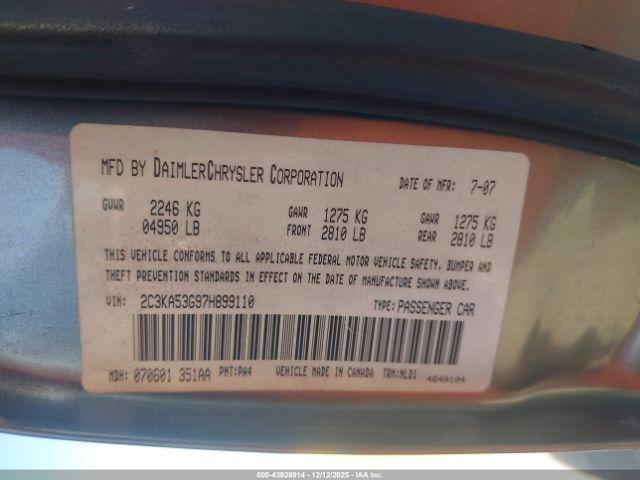 MFD BY DAIMLERCHRYSLER CORPORATION DATE OF MFR: 7-07
GVWR 2246 KG GAWR 1275 KG GAWR 1275 KG
04950 LB FRONT 2810 LB REAR 2810 LB
THIS VEHICLE CONFORMS TO ALL APPLICABLE FEDERAL MOTOR VEHICLE SAFETY, BUMPER AND
THEFT PREVENTION STANDARDS IN EFFECT ON THE DATE OF MANUFACTURE SHOWN ABOVE.
VIN: 2C3KA53G97H899110 TYPE: PASSENGER CAR
MDH: 070601 351AA PNT:PA4 VEHICLE MADE IN CANADA TRM:NLD1 4648104
000-43928914 - 12/12/2025 - IAA Inc.